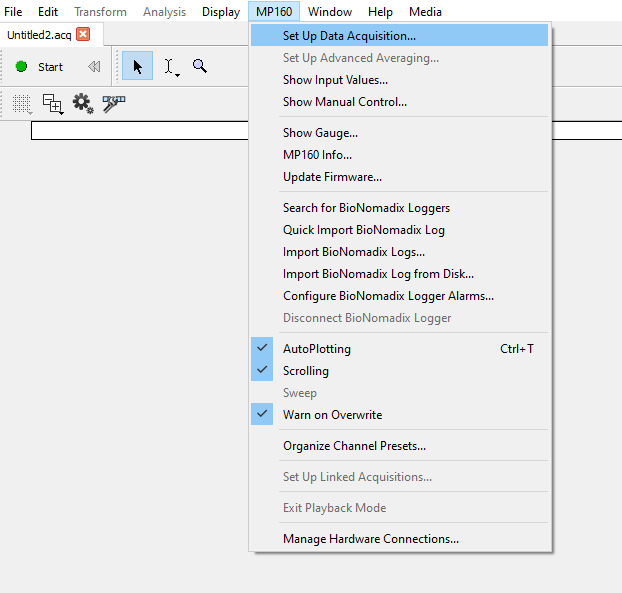 File Edit Transform Analysis Display MP160 Window Help Media
Untitled2.acq
Start
Set Up Data Acquisition...
Set Up Advanced Averaging...
Show Input Values...
Show Manual Control...
Show Gauge...
MP160 Info...
Update Firmware...
Search for BioNomadix Loggers
Quick Import BioNomadix Log
Import BioNomadix Logs...
Import BioNomadix Log from Disk...
Configure BioNomadix Logger Alarms...
Disconnect BioNomadix Logger
AutoPlotting Ctrl+T
Scrolling
Sweep
Warn on Overwrite
Organize Channel Presets...
Set Up Linked Acquisitions...
Exit Playback Mode
Manage Hardware Connections...